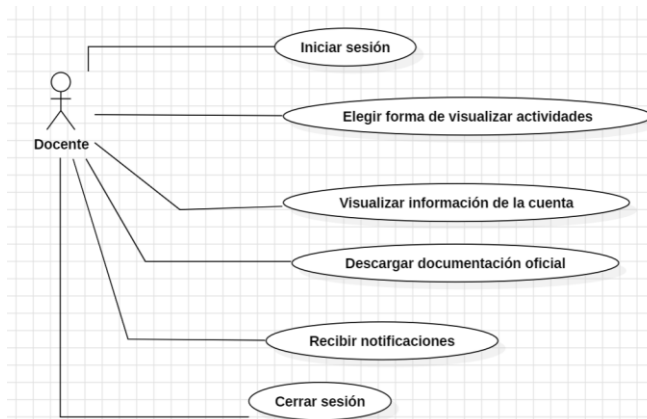 Iniciar sesión
Elegir forma de visualizar actividades
Docente
Visualizar información de la cuenta
Descargar documentación oficial
Recibir notificaciones
Cerrar sesión